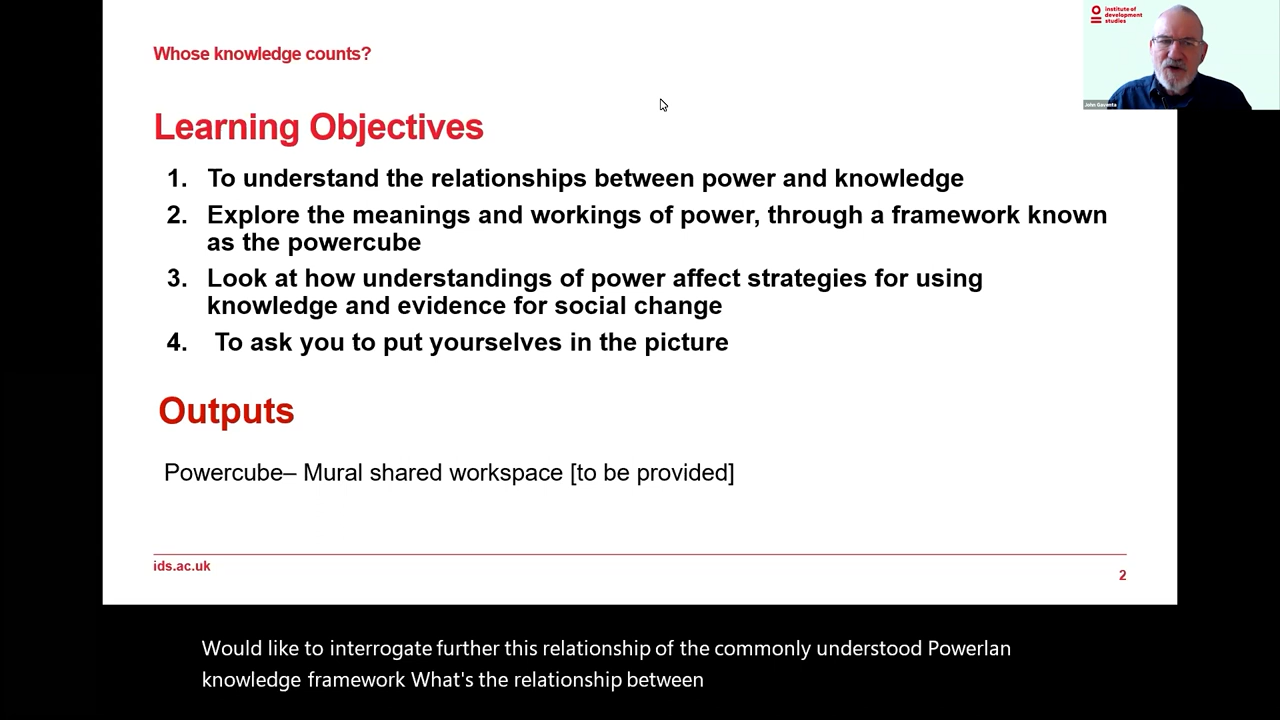 Whose knowledge counts?
institute of
development
studies
John Gaventa
Learning Objectives
1. To understand the relationships between power and knowledge
2. Explore the meanings and workings of power, through a framework known
as the powercube
3. Look at how understandings of power affect strategies for using
knowledge and evidence for social change
4. To ask you to put yourselves in the picture
Outputs
Powercube– Mural shared workspace [to be provided]
ids.ac.uk
2
Would like to interrogate further this relationship of the commonly understood Powerlan
knowledge framework What's the relationship between